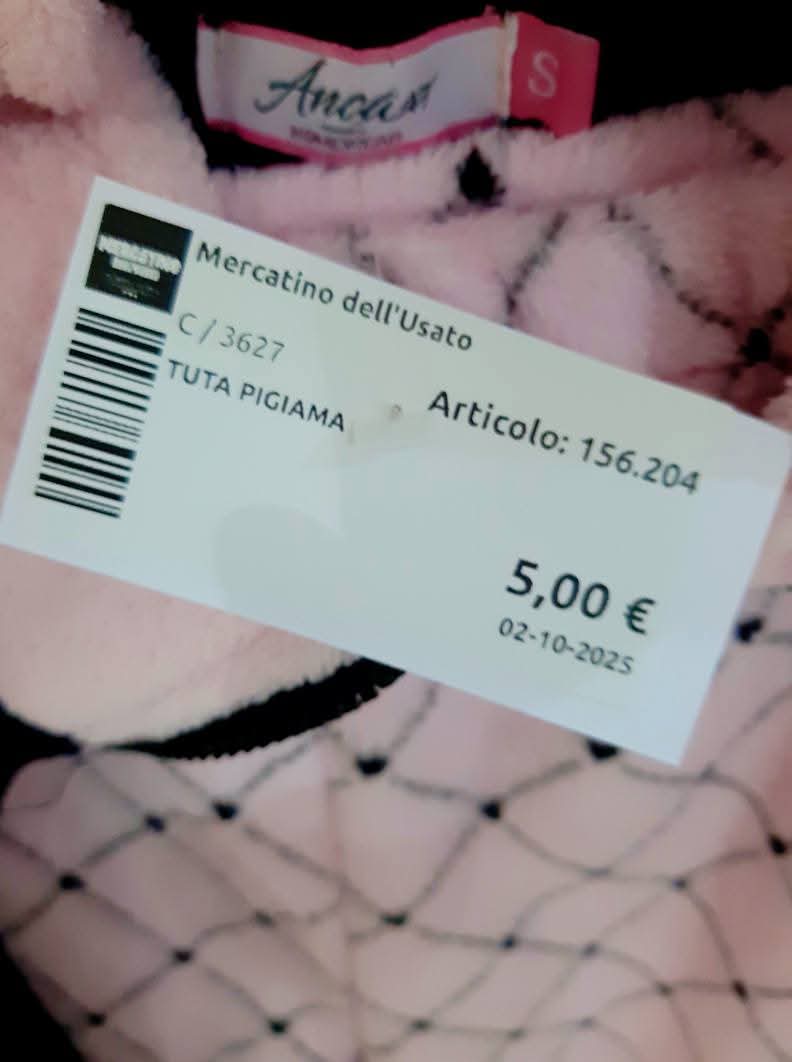 Anca
S
Mercatino dell'Usato
C / 3627
TUTA PIGIAMA
Articolo: 156.204
5,00 €
02-10-2025